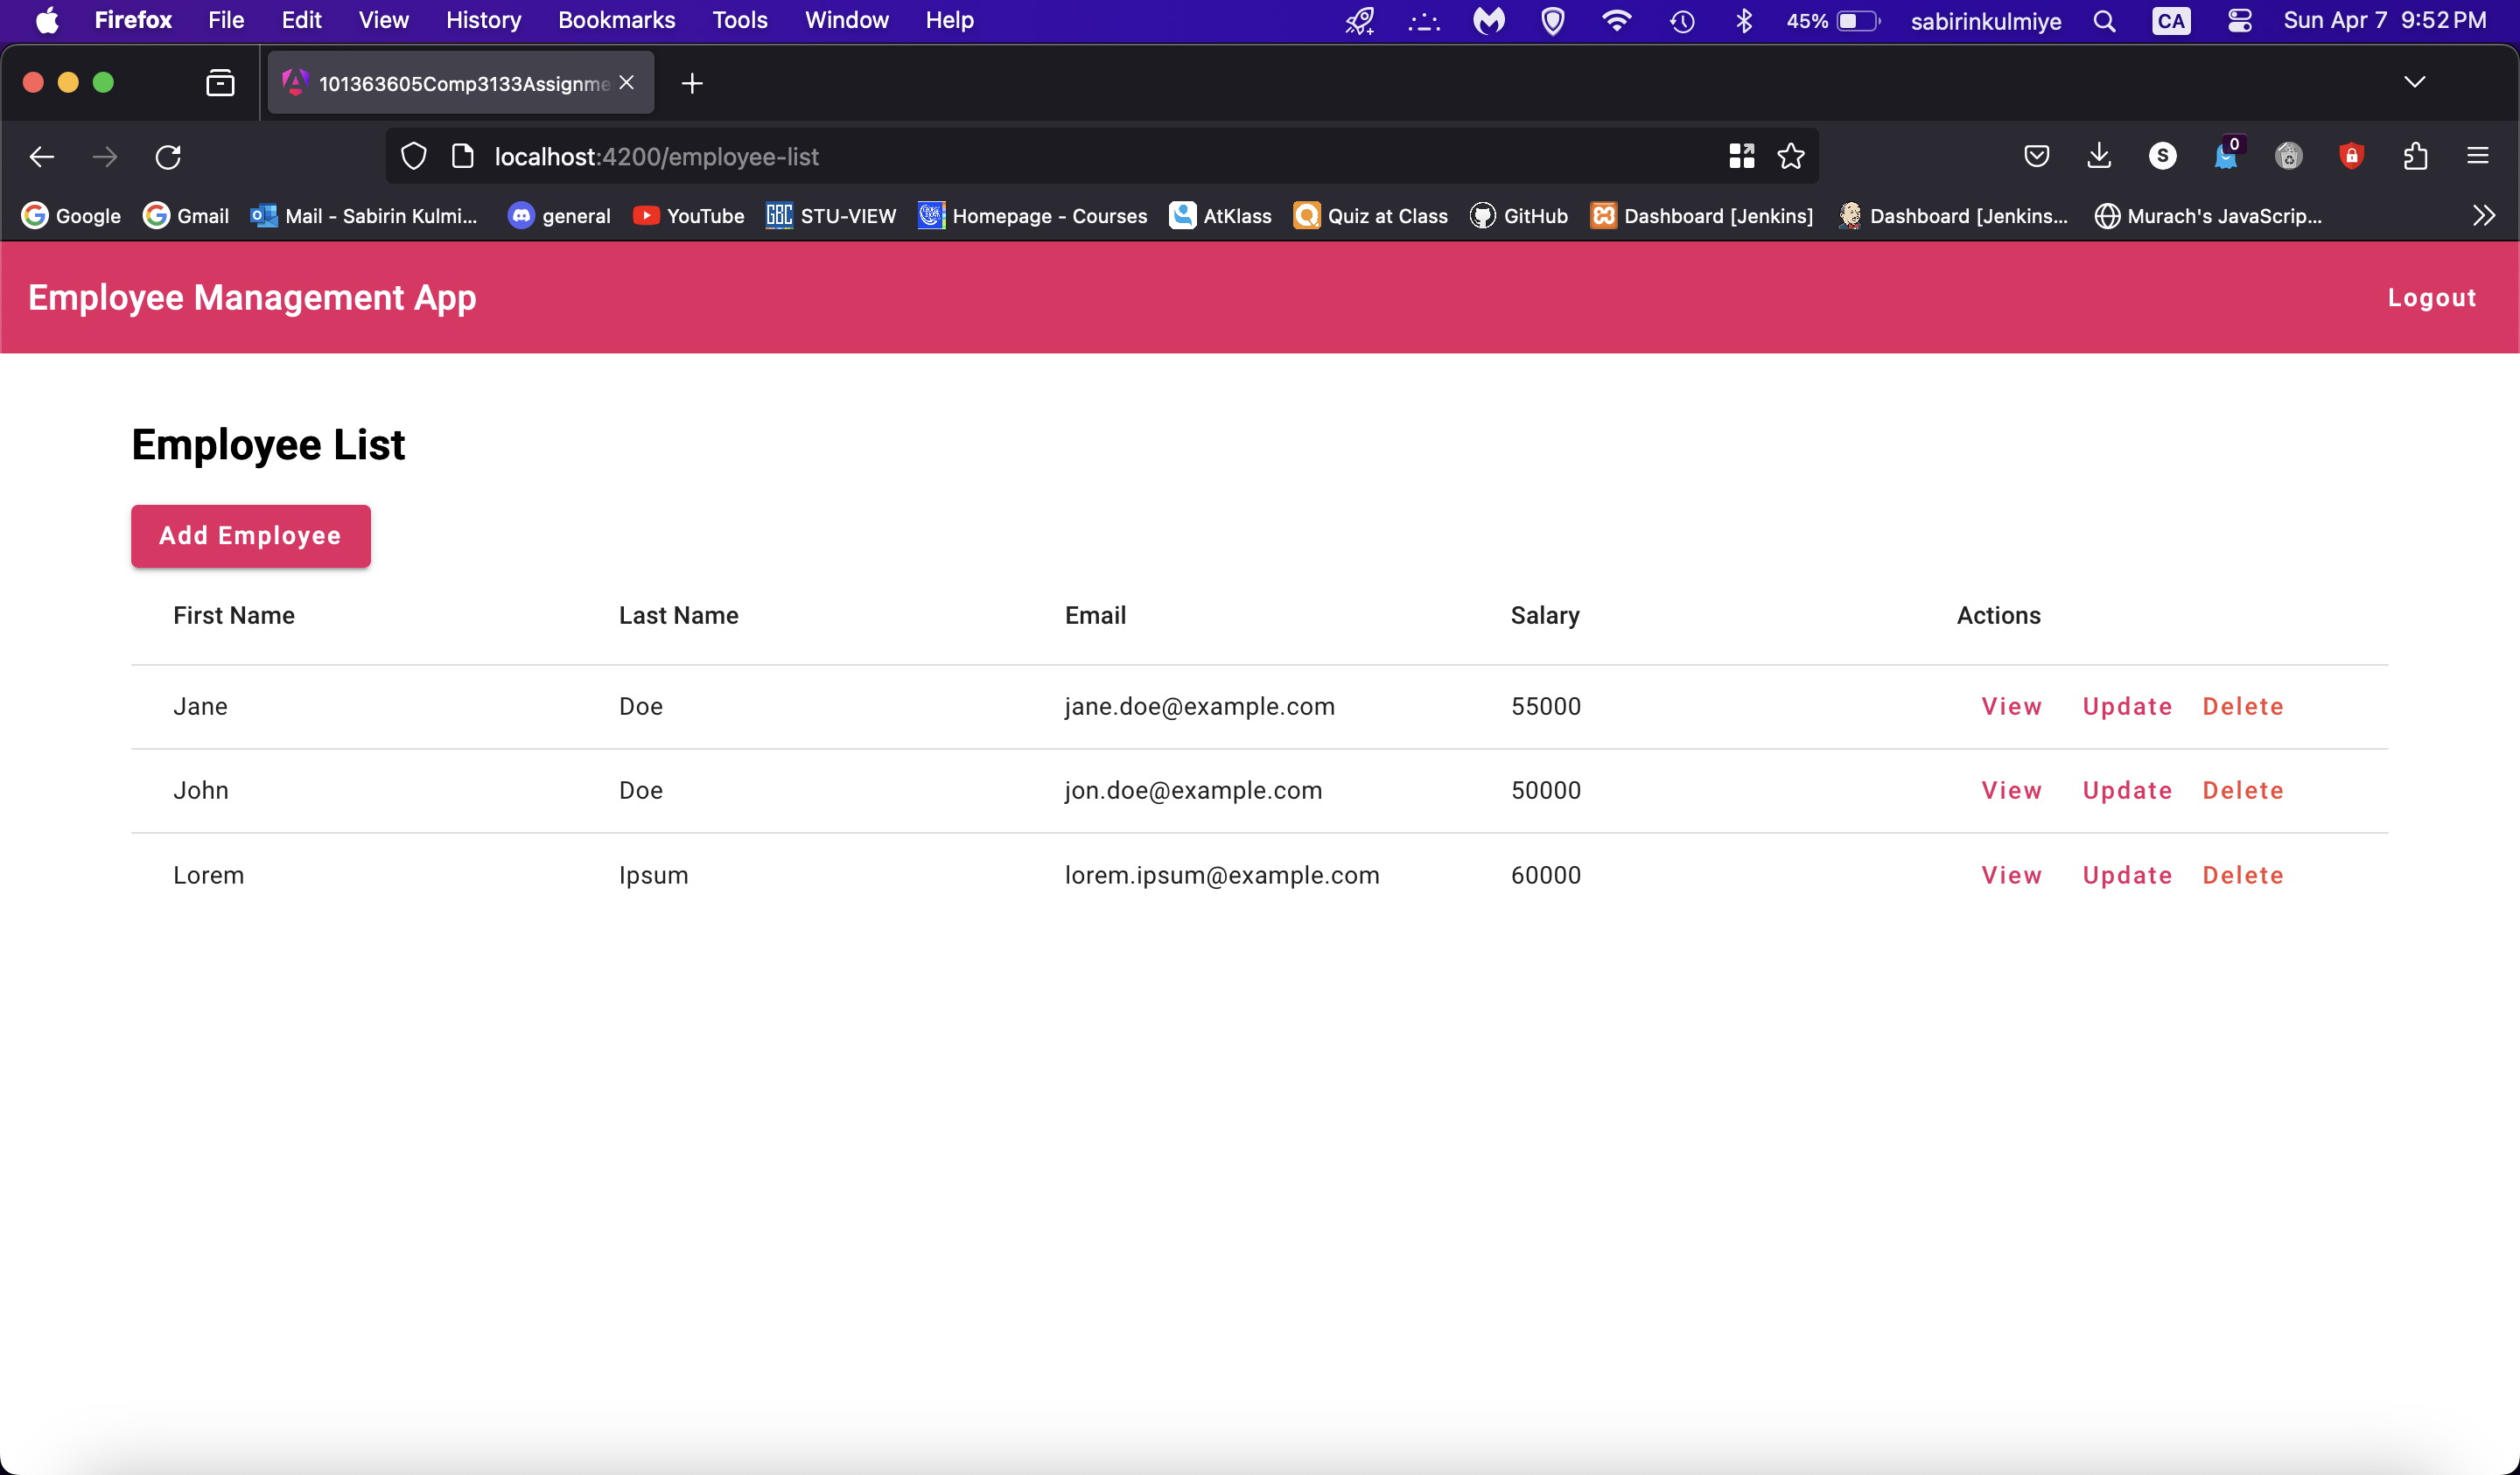 Firefox File Edit View History Bookmarks Tools Window Help 45% sabirinkulmiye CA Sun Apr 7 9:52 PM
101363605Comp3133Assignme
localhost:4200/employee-list S 0
Google Gmail Mail - Sabirin Kulmi... general YouTube GBC STU-VIEW Homepage - Courses AtKlass Quiz at Class GitHub Dashboard [Jenkins] Dashboard [Jenkins... Murach's JavaScrip...
Employee Management App Logout
Employee List
Add Employee
First Name Last Name Email Salary Actions
Jane Doe jane.doe@example.com 55000 View Update Delete
John Doe jon.doe@example.com 50000 View Update Delete
Lorem Ipsum lorem.ipsum@example.com 60000 View Update Delete